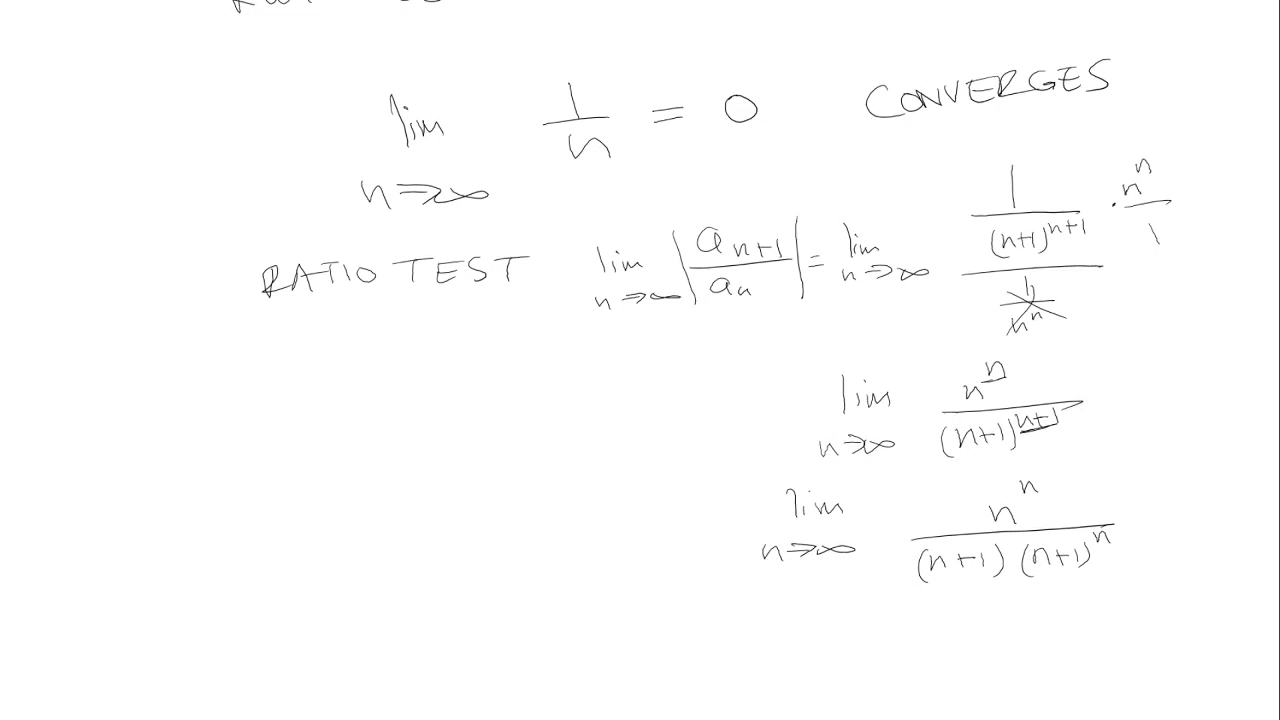 lim n⇒∞ 1/n = 0 CONVERGES
RATIO TEST lim n⇒∞ |a_{n+1}/a_n| = lim n⇒∞ (1/(n+1)^{n+1})/(1/n^n) · n^n/1
lim n⇒∞ n^n/(n+1)^{n+1}
lim n⇒∞ n^n/((n+1)(n+1)^n)